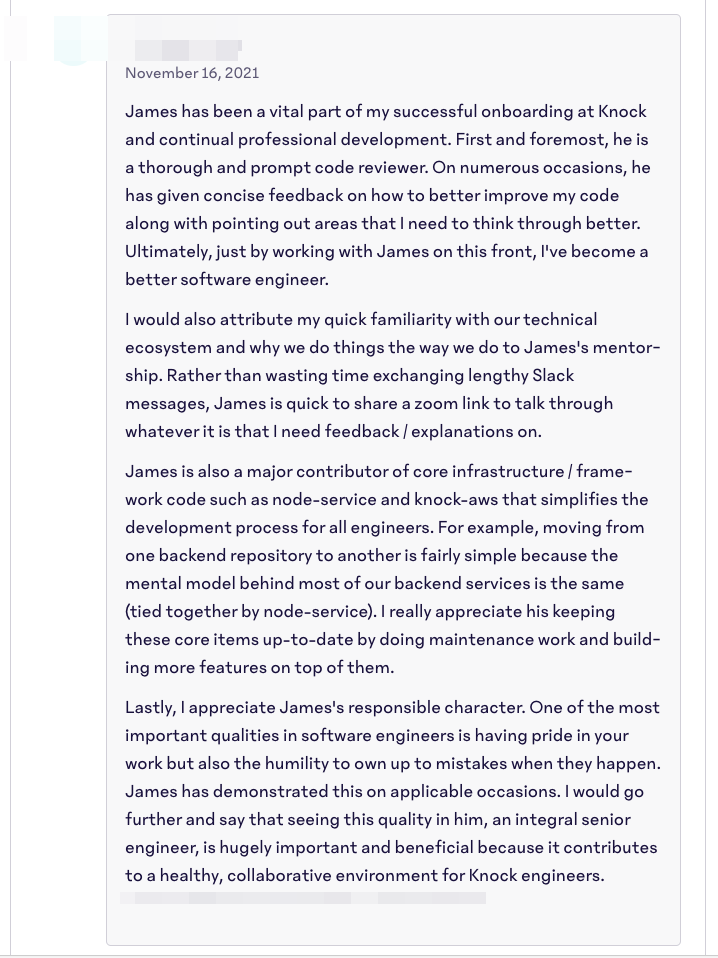 November 16, 2021
James has been a vital part of my successful onboarding at Knock
and continual professional development. First and foremost, he is
a thorough and prompt code reviewer. On numerous occasions, he
has given concise feedback on how to better improve my code
along with pointing out areas that I need to think through better.
Ultimately, just by working with James on this front, I've become a
better software engineer.
I would also attribute my quick familiarity with our technical
ecosystem and why we do things the way we do to James's mentor-
ship. Rather than wasting time exchanging lengthy Slack
messages, James is quick to share a zoom link to talk through
whatever it is that I need feedback / explanations on.
James is also a major contributor of core infrastructure / frame-
work code such as node-service and knock-aws that simplifies the
development process for all engineers. For example, moving from
one backend repository to another is fairly simple because the
mental model behind most of our backend services is the same
(tied together by node-service). I really appreciate his keeping
these core items up-to-date by doing maintenance work and build-
ing more features on top of them.
Lastly, I appreciate James's responsible character. One of the most
important qualities in software engineers is having pride in your
work but also the humility to own up to mistakes when they happen.
James has demonstrated this on applicable occasions. I would go
further and say that seeing this quality in him, an integral senior
engineer, is hugely important and beneficial because it contributes
to a healthy, collaborative environment for Knock engineers.